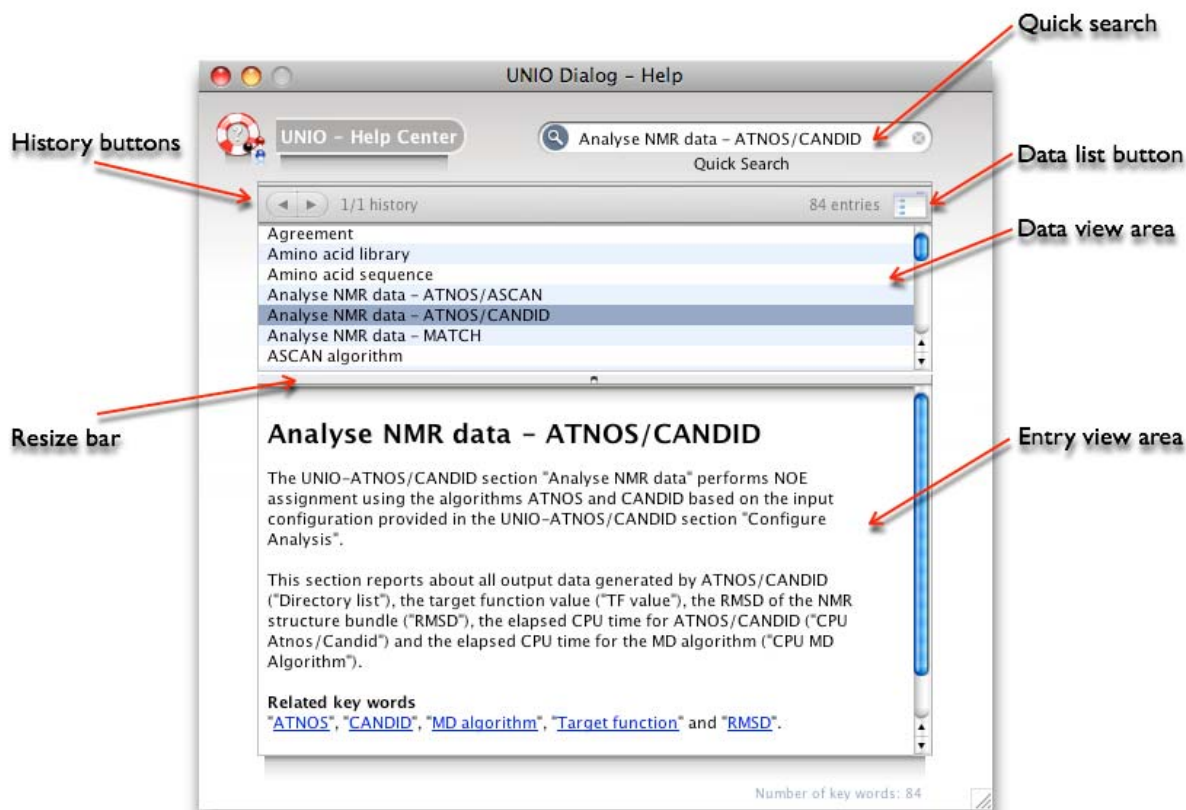 Quick search
UNIO Dialog – Help
History buttons
UNIO – Help Center
Analyse NMR data – ATNOS/CANDID
Quick Search
Data list button
1/1 history
84 entries
Data view area
Agreement
Amino acid library
Amino acid sequence
Analyse NMR data – ATNOS/ASCAN
Analyse NMR data – ATNOS/CANDID
Analyse NMR data – MATCH
ASCAN algorithm
Resize bar
Entry view area
Analyse NMR data – ATNOS/CANDID
The UNIO–ATNOS/CANDID section "Analyse NMR data" performs NOE
assignment using the algorithms ATNOS and CANDID based on the input
configuration provided in the UNIO–ATNOS/CANDID section "Configure
Analysis".
This section reports about all output data generated by ATNOS/CANDID
("Directory list"), the target function value ("TF value"), the RMSD of the NMR
structure bundle ("RMSD"), the elapsed CPU time for ATNOS/CANDID ("CPU
Atnos/Candid") and the elapsed CPU time for the MD algorithm ("CPU MD
Algorithm").
Related key words
"ATNOS", "CANDID", "MD algorithm", "Target function" and "RMSD".
Number of key words: 84